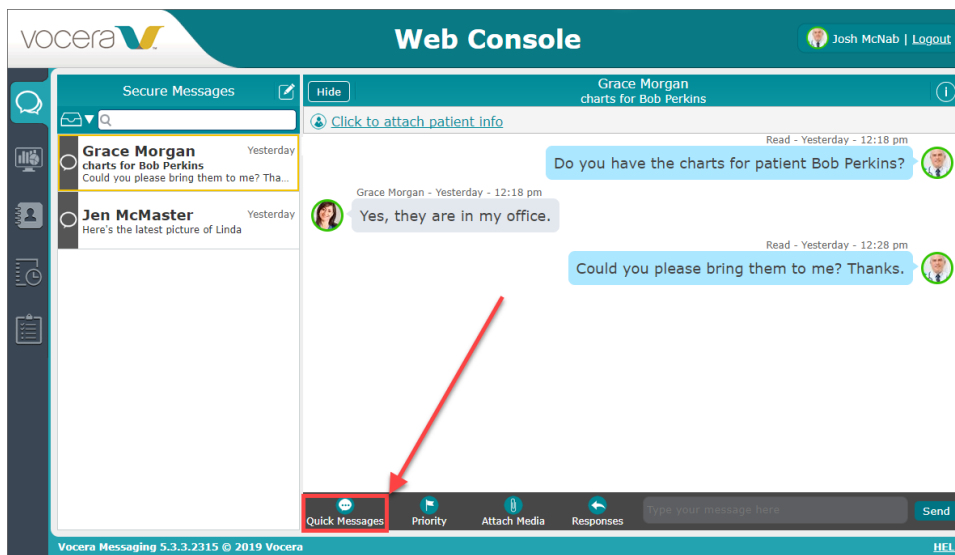 vocera
Web Console
Josh McNab | Logout
Secure Messages
Hide
Grace Morgan
charts for Bob Perkins
Click to attach patient info
Grace Morgan
Yesterday
charts for Bob Perkins
Could you please bring them to me? Tha...
Jen McMaster
Yesterday
Here's the latest picture of Linda
Read - Yesterday - 12:18 pm
Do you have the charts for patient Bob Perkins?
Grace Morgan - Yesterday - 12:18 pm
Yes, they are in my office.
Read - Yesterday - 12:28 pm
Could you please bring them to me? Thanks.
Quick Messages
Priority
Attach Media
Responses
Type your message here
Send
Vocera Messaging 5.3.3.2315 © 2019 Vocera
HEL